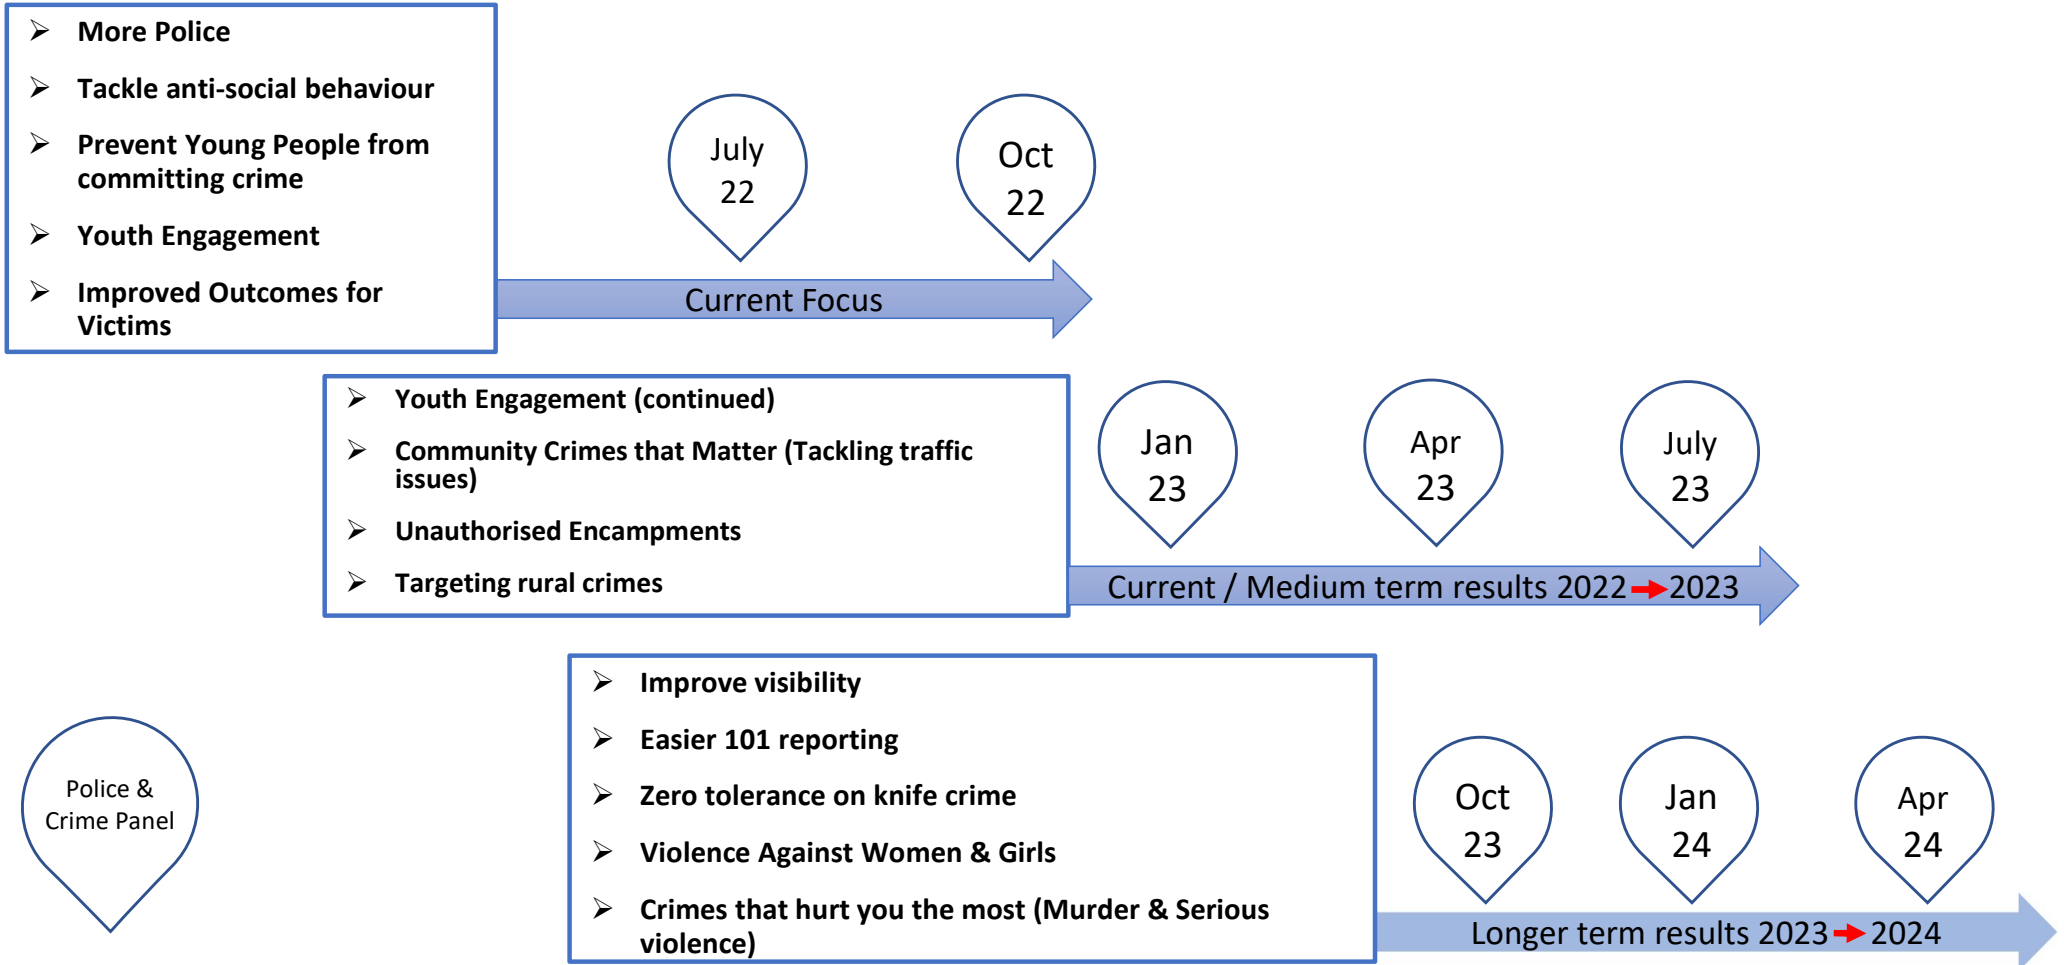 More Police
Tackle anti-social behaviour
Prevent Young People from
committing crime
Youth Engagement
Improved Outcomes for
Victims
July
22
Oct
22
Current Focus
Youth Engagement (continued)
Community Crimes that Matter (Tackling traffic
issues)
Unauthorised Encampments
Targeting rural crimes
Jan
23
Apr
23
July
23
Current / Medium term results 2022 2023
Improve visibility
Easier 101 reporting
Zero tolerance on knife crime
Violence Against Women & Girls
Crimes that hurt you the most (Murder & Serious
violence)
Police &
Crime Panel
Oct
23
Jan
24
Apr
24
Longer term results 2023 2024